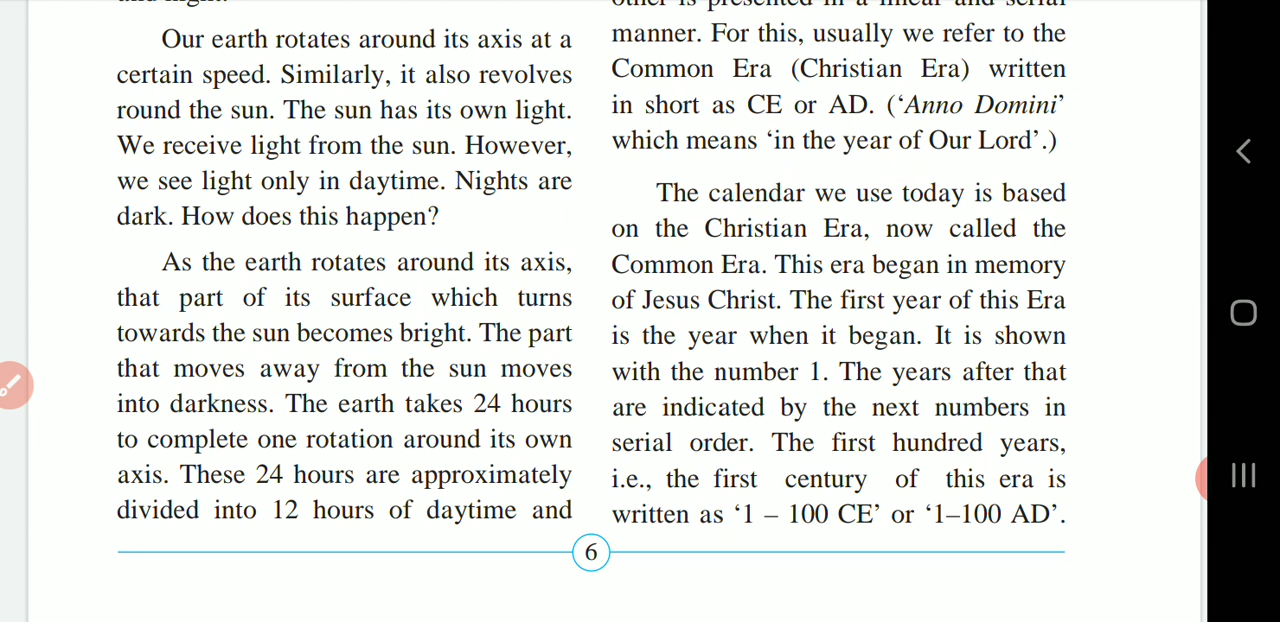 Our earth rotates around its axis at a
certain speed. Similarly, it also revolves
round the sun. The sun has its own light.
We receive light from the sun. However,
we see light only in daytime. Nights are
dark. How does this happen?
As the earth rotates around its axis,
that part of its surface which turns
towards the sun becomes bright. The part
that moves away from the sun moves
into darkness. The earth takes 24 hours
to complete one rotation around its own
axis. These 24 hours are approximately
divided into 12 hours of daytime and
other is presented in a linear and serial
manner. For this, usually we refer to the
Common Era (Christian Era) written
in short as CE or AD. (‘Anno Domini’
which means ‘in the year of Our Lord’.)
The calendar we use today is based
on the Christian Era, now called the
Common Era. This era began in memory
of Jesus Christ. The first year of this Era
is the year when it began. It is shown
with the number 1. The years after that
are indicated by the next numbers in
serial order. The first hundred years,
i.e., the first century of this era is
written as ‘1 – 100 CE’ or ‘1–100 AD’.
6